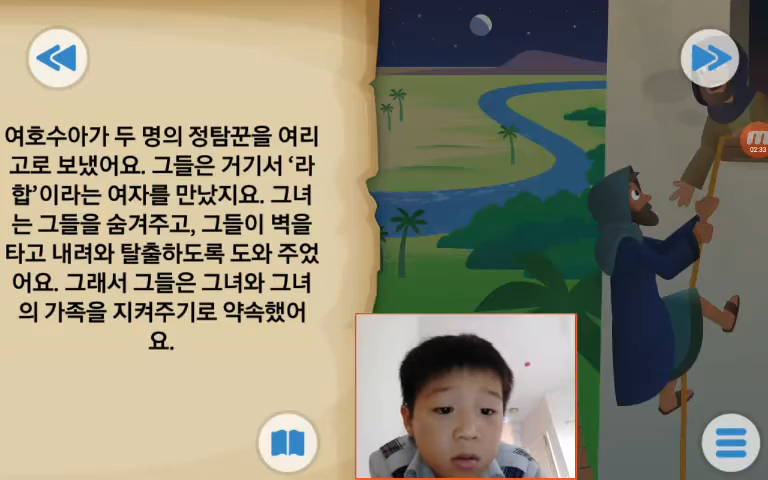 여호수아가 두 명의 정탐꾼을 여리
고로 보냈어요. 그들은 거기서 ‘라
합’이라는 여자를 만났지요. 그녀
는 그들을 숨겨주고, 그들이 벽을
타고 내려와 탈출하도록 도와 주었
어요. 그래서 그들은 그녀와 그녀
의 가족을 지켜주기로 약속했어
요.
02:33